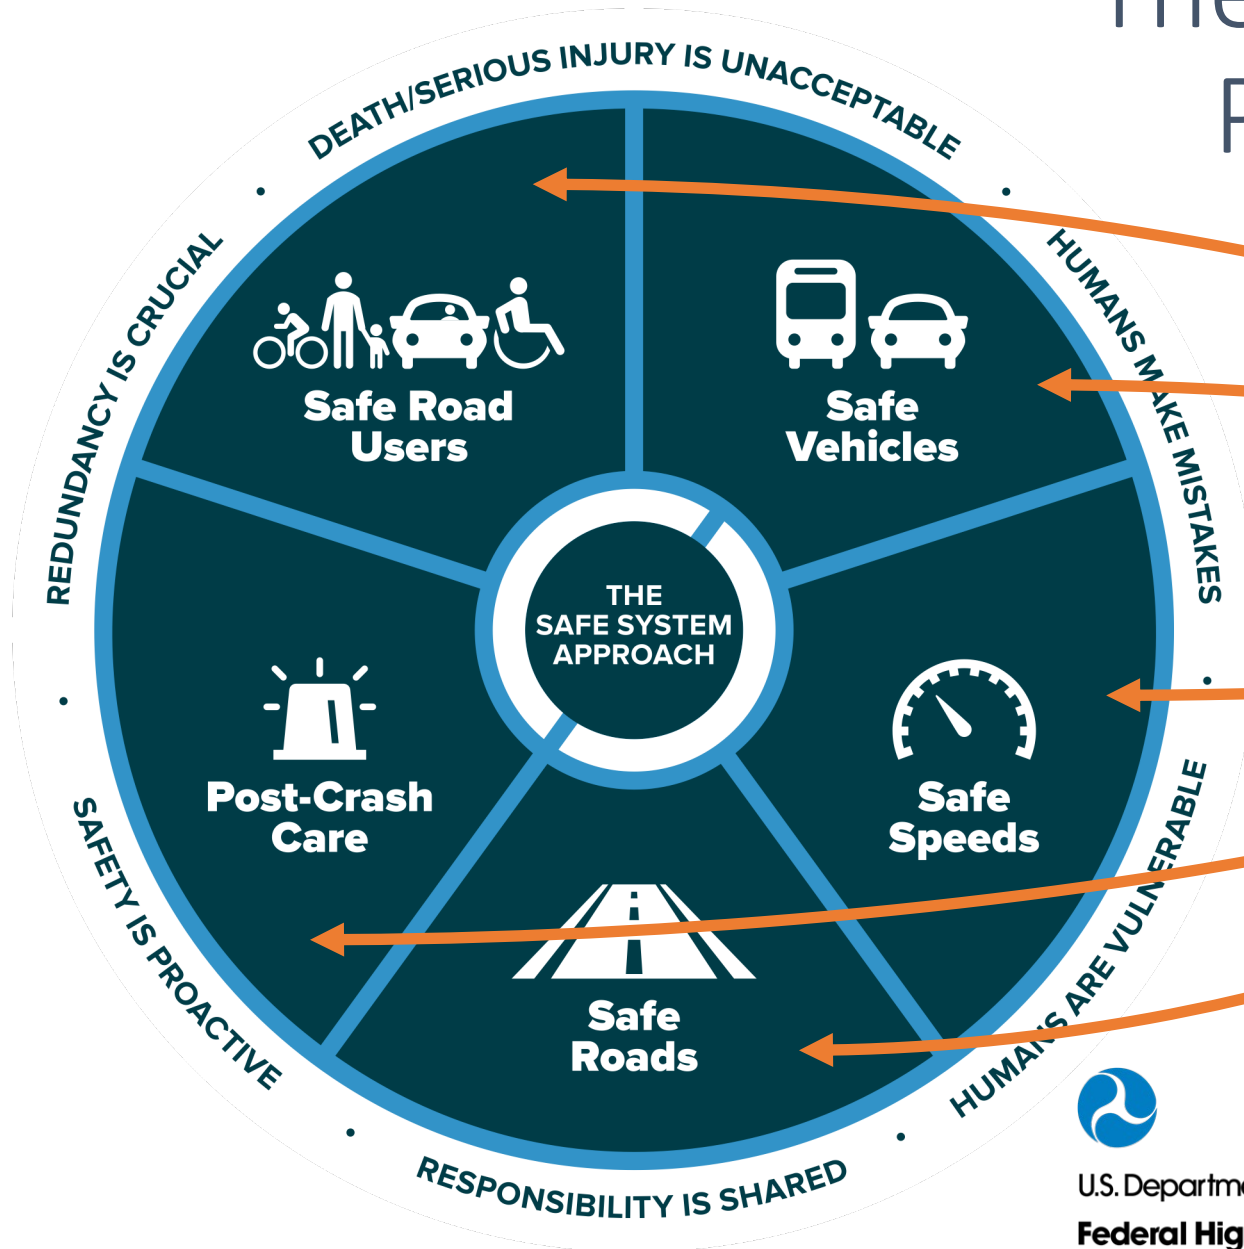 The
DEATH/SERIOUS INJURY IS UNACCEPTABLE
HUMANS MAKE MISTAKES
HUMANS ARE VULNERABLE
RESPONSIBILITY IS SHARED
SAFETY IS PROACTIVE
REDUNDANCY IS CRUCIAL
Safe Road
Users
Safe
Vehicles
THE
SAFE SYSTEM
APPROACH
Post-Crash
Care
Safe
Speeds
Safe
Roads
U.S. Departme
Federal Hig